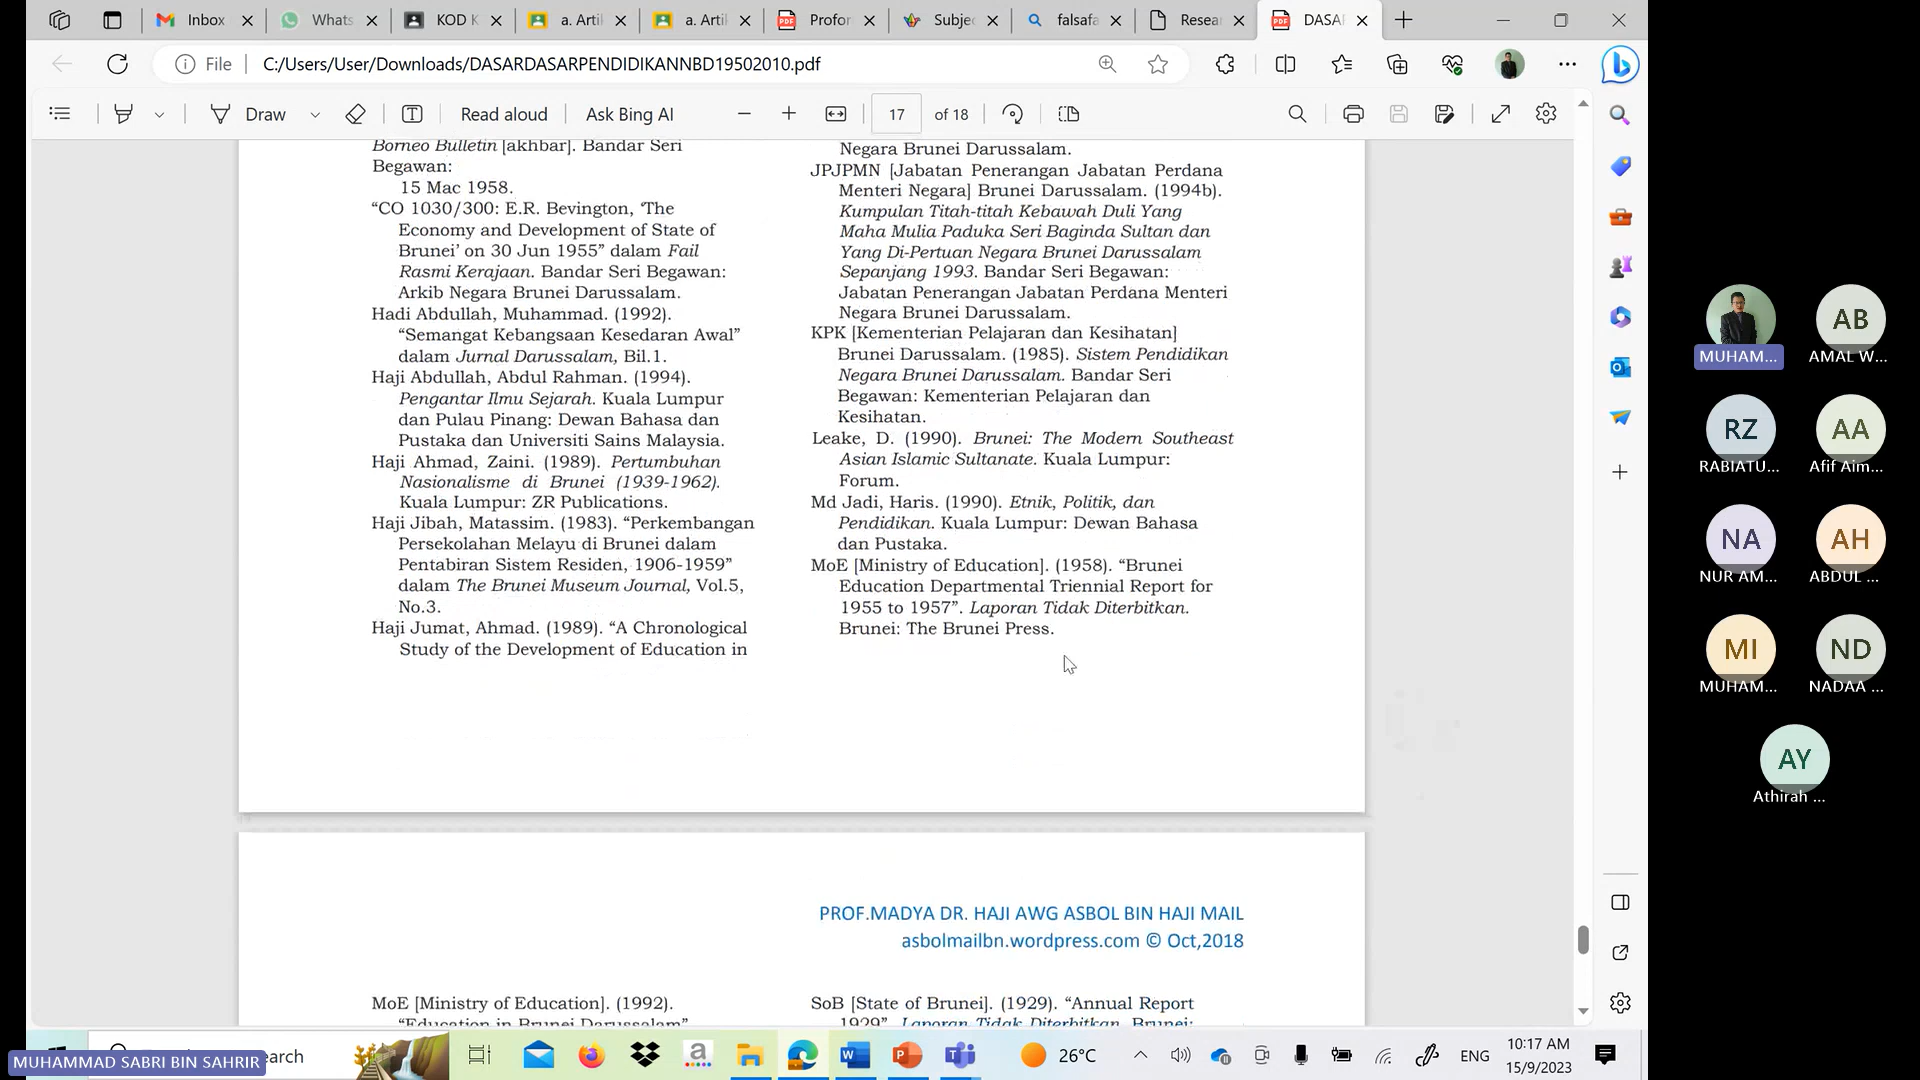 Inbox
Whats
KOD K
a. Arti
a. Arti
Profor
Subje
falsafa
Resea
DASA
File
C:/Users/User/Downloads/DASARDASARPENDIDIKANNBD19502010.pdf
Draw
Read aloud
Ask Bing AI
17
of 18
Borneo Bulletin [akhbar]. Bandar Seri
Begawan:
15 Mac 1958.
“CO 1030/300: E.R. Bevington, ‘The
Economy and Development of State of
Brunei’ on 30 Jun 1955” dalam Fail
Rasmi Kerajaan. Bandar Seri Begawan:
Arkib Negara Brunei Darussalam.
Hadi Abdullah, Muhammad. (1992).
“Semangat Kebangsaan Kesedaran Awal”
dalam Jurnal Darussalam, Bil.1.
Haji Abdullah, Abdul Rahman. (1994).
Pengantar Ilmu Sejarah. Kuala Lumpur
dan Pulau Pinang: Dewan Bahasa dan
Pustaka dan Universiti Sains Malaysia.
Haji Ahmad, Zaini. (1989). Pertumbuhan
Nasionalisme di Brunei (1939-1962).
Kuala Lumpur: ZR Publications.
Haji Jibah, Matassim. (1983). “Perkembangan
Persekolahan Melayu di Brunei dalam
Pentabiran Sistem Residen, 1906-1959”
dalam The Brunei Museum Journal, Vol.5,
No.3.
Haji Jumat, Ahmad. (1989). “A Chronological
Study of the Development of Education in
Negara Brunei Darussalam.
JPJPMN [Jabatan Penerangan Jabatan Perdana
Menteri Negara] Brunei Darussalam. (1994b).
Kumpulan Titah-titah Kebawah Duli Yang
Maha Mulia Paduka Seri Baginda Sultan dan
Yang Di-Pertuan Negara Brunei Darussalam
Sepanjang 1993. Bandar Seri Begawan:
Jabatan Penerangan Jabatan Perdana Menteri
Negara Brunei Darussalam.
KPK [Kementerian Pelajaran dan Kesihatan]
Brunei Darussalam. (1985). Sistem Pendidikan
Negara Brunei Darussalam. Bandar Seri
Begawan: Kementerian Pelajaran dan
Kesihatan.
Leake, D. (1990). Brunei: The Modern Southeast
Asian Islamic Sultanate. Kuala Lumpur:
Forum.
Md Jadi, Haris. (1990). Etnik, Politik, dan
Pendidikan. Kuala Lumpur: Dewan Bahasa
dan Pustaka.
MoE [Ministry of Education]. (1958). “Brunei
Education Departmental Triennial Report for
1955 to 1957”. Laporan Tidak Diterbitkan.
Brunei: The Brunei Press.
PROF.MADYA DR. HAJI AWG ASBOL BIN HAJI MAIL
asbolmailbn.wordpress.com © Oct,2018
MoE [Ministry of Education]. (1992).
“Education in Brunei Darussalam”
SoB [State of Brunei]. (1929). “Annual Report
1929”. Laporan Tidak Diterbitkan. Brunei:
MUHAM...
AB
AMAL W...
RZ
RABIATU...
AA
Afif Aim...
NA
NUR AM...
AH
ABDUL ...
MI
MUHAM...
ND
NADAA ...
AY
Athirah ...
MUHAMMAD SABRI BIN SAHRIR
earch
26°C
ENG
10:17 AM
15/9/2023